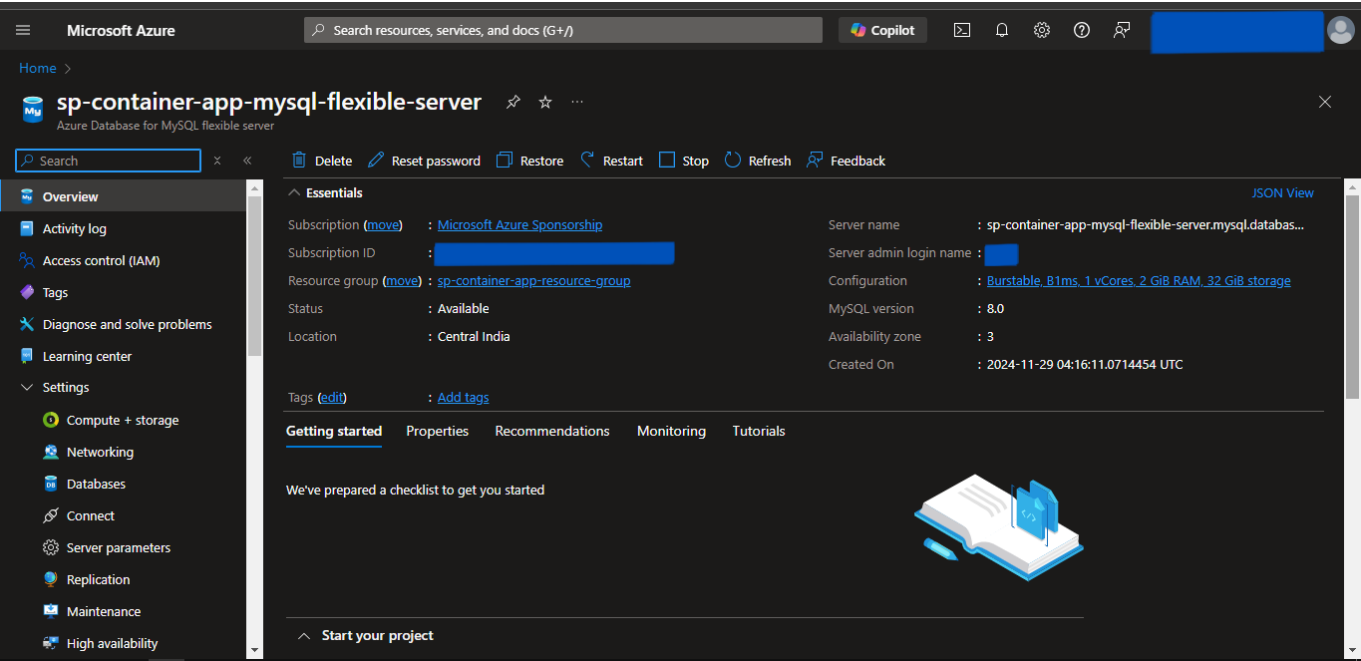 Microsoft Azure
Search resources, services, and docs (G+/)
Copilot
Home >
My
sp-container-app-mysql-flexible-server
Azure Database for MySQL flexible server
Search
Delete
Reset password
Restore
Restart
Stop
Refresh
Feedback
Overview
Activity log
Access control (IAM)
Tags
Diagnose and solve problems
Learning center
Settings
Compute + storage
Networking
Databases
Connect
Server parameters
Replication
Maintenance
High availability
Essentials
JSON View
Subscription (move) : Microsoft Azure Sponsorship
Subscription ID :
Resource group (move) : sp-container-app-resource-group
Status : Available
Location : Central India
Server name : sp-container-app-mysql-flexible-server.mysql.databas...
Server admin login name :
Configuration : Burstable, B1ms, 1 vCores, 2 GiB RAM, 32 GiB storage
MySQL version : 8.0
Availability zone : 3
Created On : 2024-11-29 04:16:11.0714454 UTC
Tags (edit) : Add tags
Getting started
Properties
Recommendations
Monitoring
Tutorials
We've prepared a checklist to get you started
Start your project